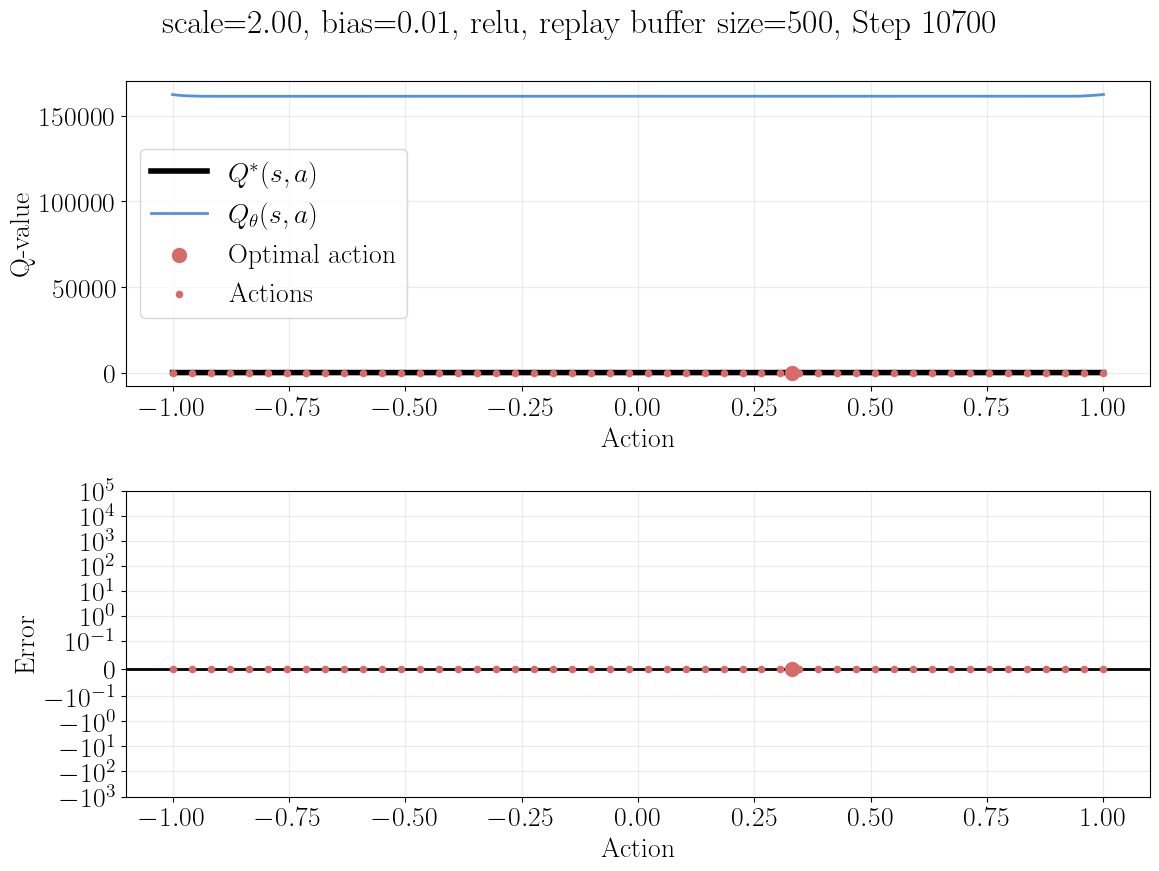 scale=2.00, bias=0.01, relu, replay buffer size=500, Step 10700
150000
100000
50000
0
Q-value
Q*(s, a)
Q_θ(s, a)
Optimal action
Actions
−1.00 −0.75 −0.50 −0.25 0.00 0.25 0.50 0.75 1.00
Action
10^5
10^4
10^3
10^2
10^1
10^0
10^−1
0
−10^−1
−10^0
−10^1
−10^2
−10^3
Error
−1.00 −0.75 −0.50 −0.25 0.00 0.25 0.50 0.75 1.00
Action